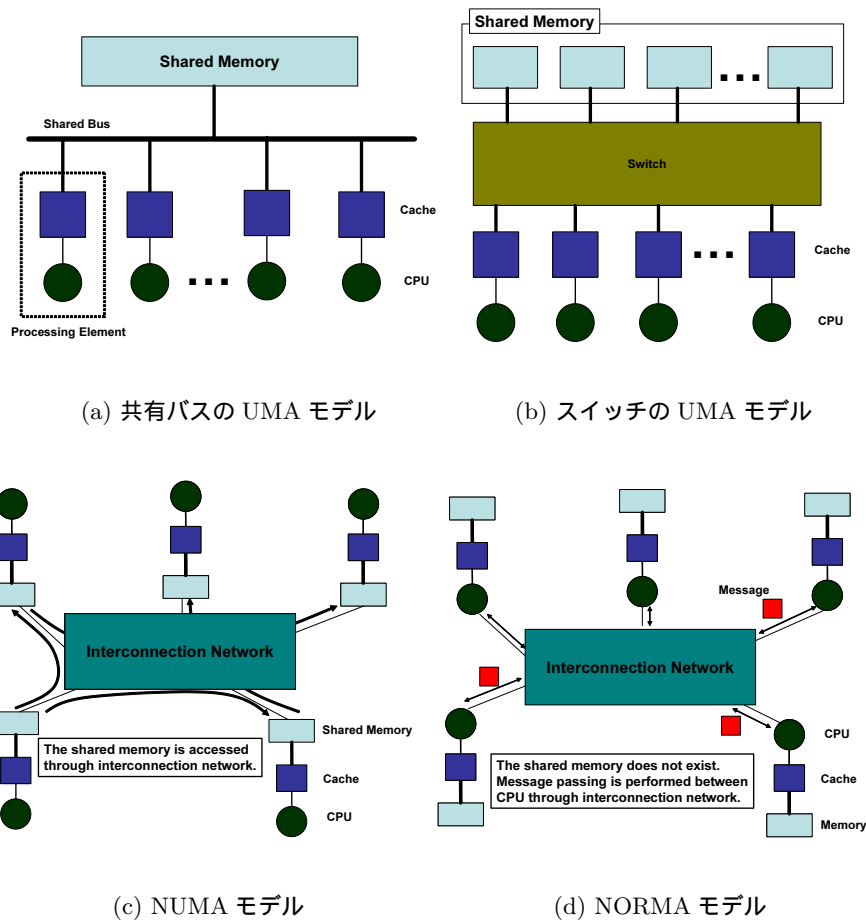 Shared Memory
Shared Bus
Cache
CPU
Processing Element
(a) 共有バスの UMA モデル
Shared Memory
Switch
Cache
CPU
(b) スイッチの UMA モデル
Interconnection Network
Shared Memory
The shared memory is accessed
through interconnection network.
Cache
CPU
(c) NUMA モデル
Message
Interconnection Network
CPU
The shared memory does not exist.
Message passing is performed between
CPU through interconnection network.
Cache
Memory
(d) NORMA モデル